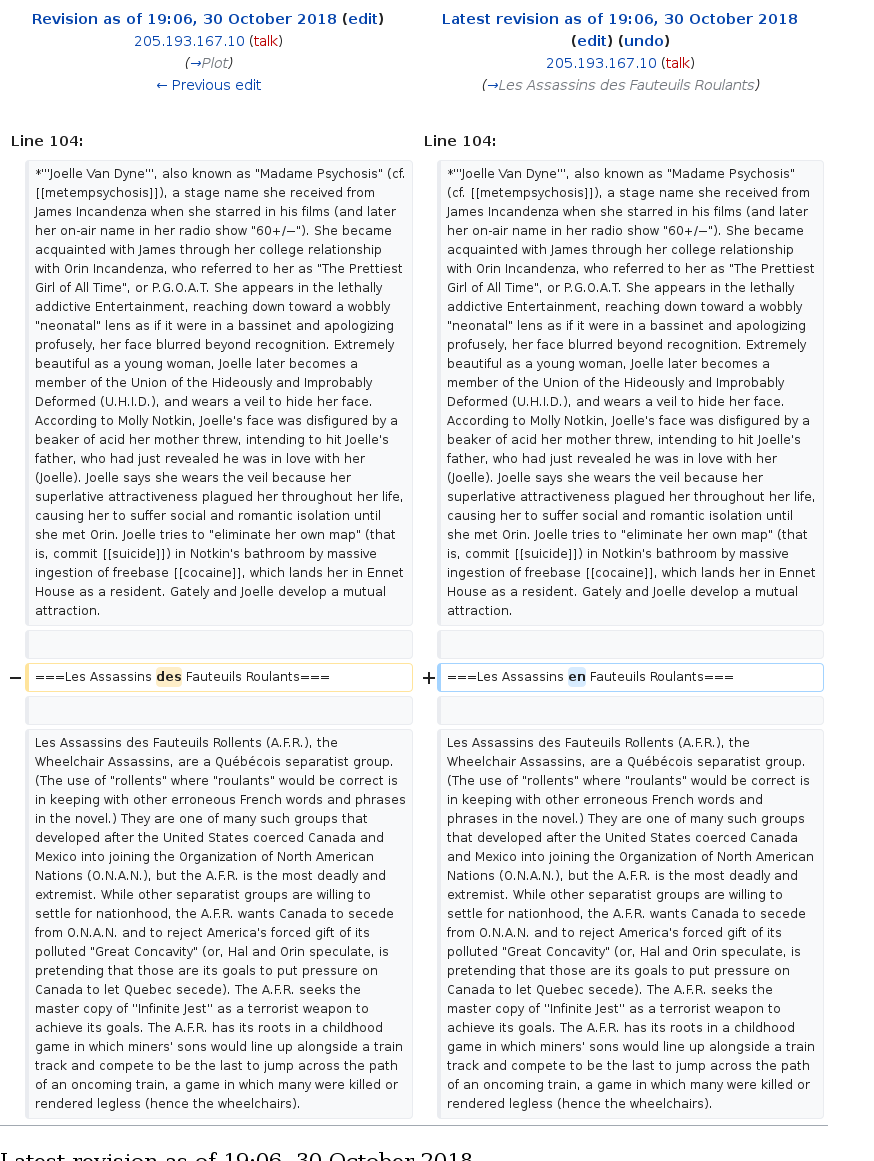 Revision as of 19:06, 30 October 2018 (edit)
205.193.167.10 (talk)
(→Plot)
← Previous edit
Latest revision as of 19:06, 30 October 2018
(edit) (undo)
205.193.167.10 (talk)
(→Les Assassins des Fauteuils Roulants)
Line 104:
*'''Joelle Van Dyne''', also known as "Madame Psychosis" (cf.
[[metempsychosis]]), a stage name she received from
James Incandenza when she starred in his films (and later
her on-air name in her radio show "60+/−"). She became
acquainted with James through her college relationship
with Orin Incandenza, who referred to her as "The Prettiest
Girl of All Time", or P.G.O.A.T. She appears in the lethally
addictive Entertainment, reaching down toward a wobbly
"neonatal" lens as if it were in a bassinet and apologizing
profusely, her face blurred beyond recognition. Extremely
beautiful as a young woman, Joelle later becomes a
member of the Union of the Hideously and Improbably
Deformed (U.H.I.D.), and wears a veil to hide her face.
According to Molly Notkin, Joelle's face was disfigured by a
beaker of acid her mother threw, intending to hit Joelle's
father, who had just revealed he was in love with her
(Joelle). Joelle says she wears the veil because her
superlative attractiveness plagued her throughout her life,
causing her to suffer social and romantic isolation until
she met Orin. Joelle tries to "eliminate her own map" (that
is, commit [[suicide]]) in Notkin's bathroom by massive
ingestion of freebase [[cocaine]], which lands her in Ennet
House as a resident. Gately and Joelle develop a mutual
attraction.
− ===Les Assassins des Fauteuils Roulants===
Les Assassins des Fauteuils Rollents (A.F.R.), the
Wheelchair Assassins, are a Québécois separatist group.
(The use of "rollents" where "roulants" would be correct is
in keeping with other erroneous French words and phrases
in the novel.) They are one of many such groups that
developed after the United States coerced Canada and
Mexico into joining the Organization of North American
Nations (O.N.A.N.), but the A.F.R. is the most deadly and
extremist. While other separatist groups are willing to
settle for nationhood, the A.F.R. wants Canada to secede
from O.N.A.N. and to reject America's forced gift of its
polluted "Great Concavity" (or, Hal and Orin speculate, is
pretending that those are its goals to put pressure on
Canada to let Quebec secede). The A.F.R. seeks the
master copy of ''Infinite Jest'' as a terrorist weapon to
achieve its goals. The A.F.R. has its roots in a childhood
game in which miners' sons would line up alongside a train
track and compete to be the last to jump across the path
of an oncoming train, a game in which many were killed or
rendered legless (hence the wheelchairs).
Line 104:
*'''Joelle Van Dyne''', also known as "Madame Psychosis"
(cf. [[metempsychosis]]), a stage name she received from
James Incandenza when she starred in his films (and later
her on-air name in her radio show "60+/−"). She became
acquainted with James through her college relationship
with Orin Incandenza, who referred to her as "The Prettiest
Girl of All Time", or P.G.O.A.T. She appears in the lethally
addictive Entertainment, reaching down toward a wobbly
"neonatal" lens as if it were in a bassinet and apologizing
profusely, her face blurred beyond recognition. Extremely
beautiful as a young woman, Joelle later becomes a
member of the Union of the Hideously and Improbably
Deformed (U.H.I.D.), and wears a veil to hide her face.
According to Molly Notkin, Joelle's face was disfigured by a
beaker of acid her mother threw, intending to hit Joelle's
father, who had just revealed he was in love with her
(Joelle). Joelle says she wears the veil because her
superlative attractiveness plagued her throughout her life,
causing her to suffer social and romantic isolation until
she met Orin. Joelle tries to "eliminate her own map" (that
is, commit [[suicide]]) in Notkin's bathroom by massive
ingestion of freebase [[cocaine]], which lands her in Ennet
House as a resident. Gately and Joelle develop a mutual
attraction.
+ ===Les Assassins en Fauteuils Roulants===
Les Assassins des Fauteuils Rollents (A.F.R.), the
Wheelchair Assassins, are a Québécois separatist group.
(The use of "rollents" where "roulants" would be correct is
in keeping with other erroneous French words and
phrases in the novel.) They are one of many such groups
that developed after the United States coerced Canada
and Mexico into joining the Organization of North American
Nations (O.N.A.N.), but the A.F.R. is the most deadly and
extremist. While other separatist groups are willing to
settle for nationhood, the A.F.R. wants Canada to secede
from O.N.A.N. and to reject America's forced gift of its
polluted "Great Concavity" (or, Hal and Orin speculate, is
pretending that those are its goals to put pressure on
Canada to let Quebec secede). The A.F.R. seeks the
master copy of ''Infinite Jest'' as a terrorist weapon to
achieve its goals. The A.F.R. has its roots in a childhood
game in which miners' sons would line up alongside a train
track and compete to be the last to jump across the path
of an oncoming train, a game in which many were killed or
rendered legless (hence the wheelchairs).
Latest revision as of 19:06, 30 October 2018